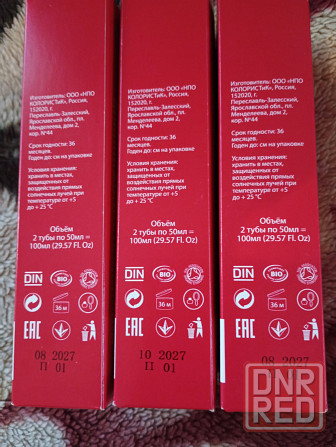 Изготовитель: ООО «НПО
КОЛОРИСТиК», Россия,
152020, г.
Переславль-Залесский,
Ярославской обл., пл.
Менделеева, дом 2,
кор. №44
Срок годности: 36
месяцев.
Годен до: см на упаковке
Условия хранения:
хранить в местах,
защищенных от
воздействия прямых
солнечных лучей при
температуре от +5
до + 25 °C
Объём
2 тубы по 50мл =
100мл (29.57 Fl. Oz)
DIN
BIO
36 м
EAC
08 2027
П 01
Изготовитель: ООО «НПО
КОЛОРИСТиК», Россия,
152020, г.
Переславль-Залесский,
Ярославской обл., пл.
Менделеева, дом 2,
кор. №44
Срок годности: 36
месяцев.
Годен до: см на упаковке
Условия хранения:
хранить в местах,
защищенных от
воздействия прямых
солнечных лучей при
температуре от +5
до + 25 °C
Объём
2 тубы по 50мл =
100мл (29.57 Fl. Oz)
DIN
BIO
36 м
EAC
10 2027
П 01
Изготовитель: ООО «НПО
КОЛОРИСТиК», Россия,
152020, г.
Переславль-Залесский,
Ярославской обл., пл.
Менделеева, дом 2,
кор. №44
Срок годности: 36
месяцев.
Годен до: см на упаковке
Условия хранения:
хранить в местах,
защищенных от
воздействия прямых
солнечных лучей при
температуре от +5
до + 25 °C
Объём
2 тубы по 50мл =
100мл (29.57 Fl. Oz)
DIN
BIO
36 м
EAC
08 2027
DNR
RED